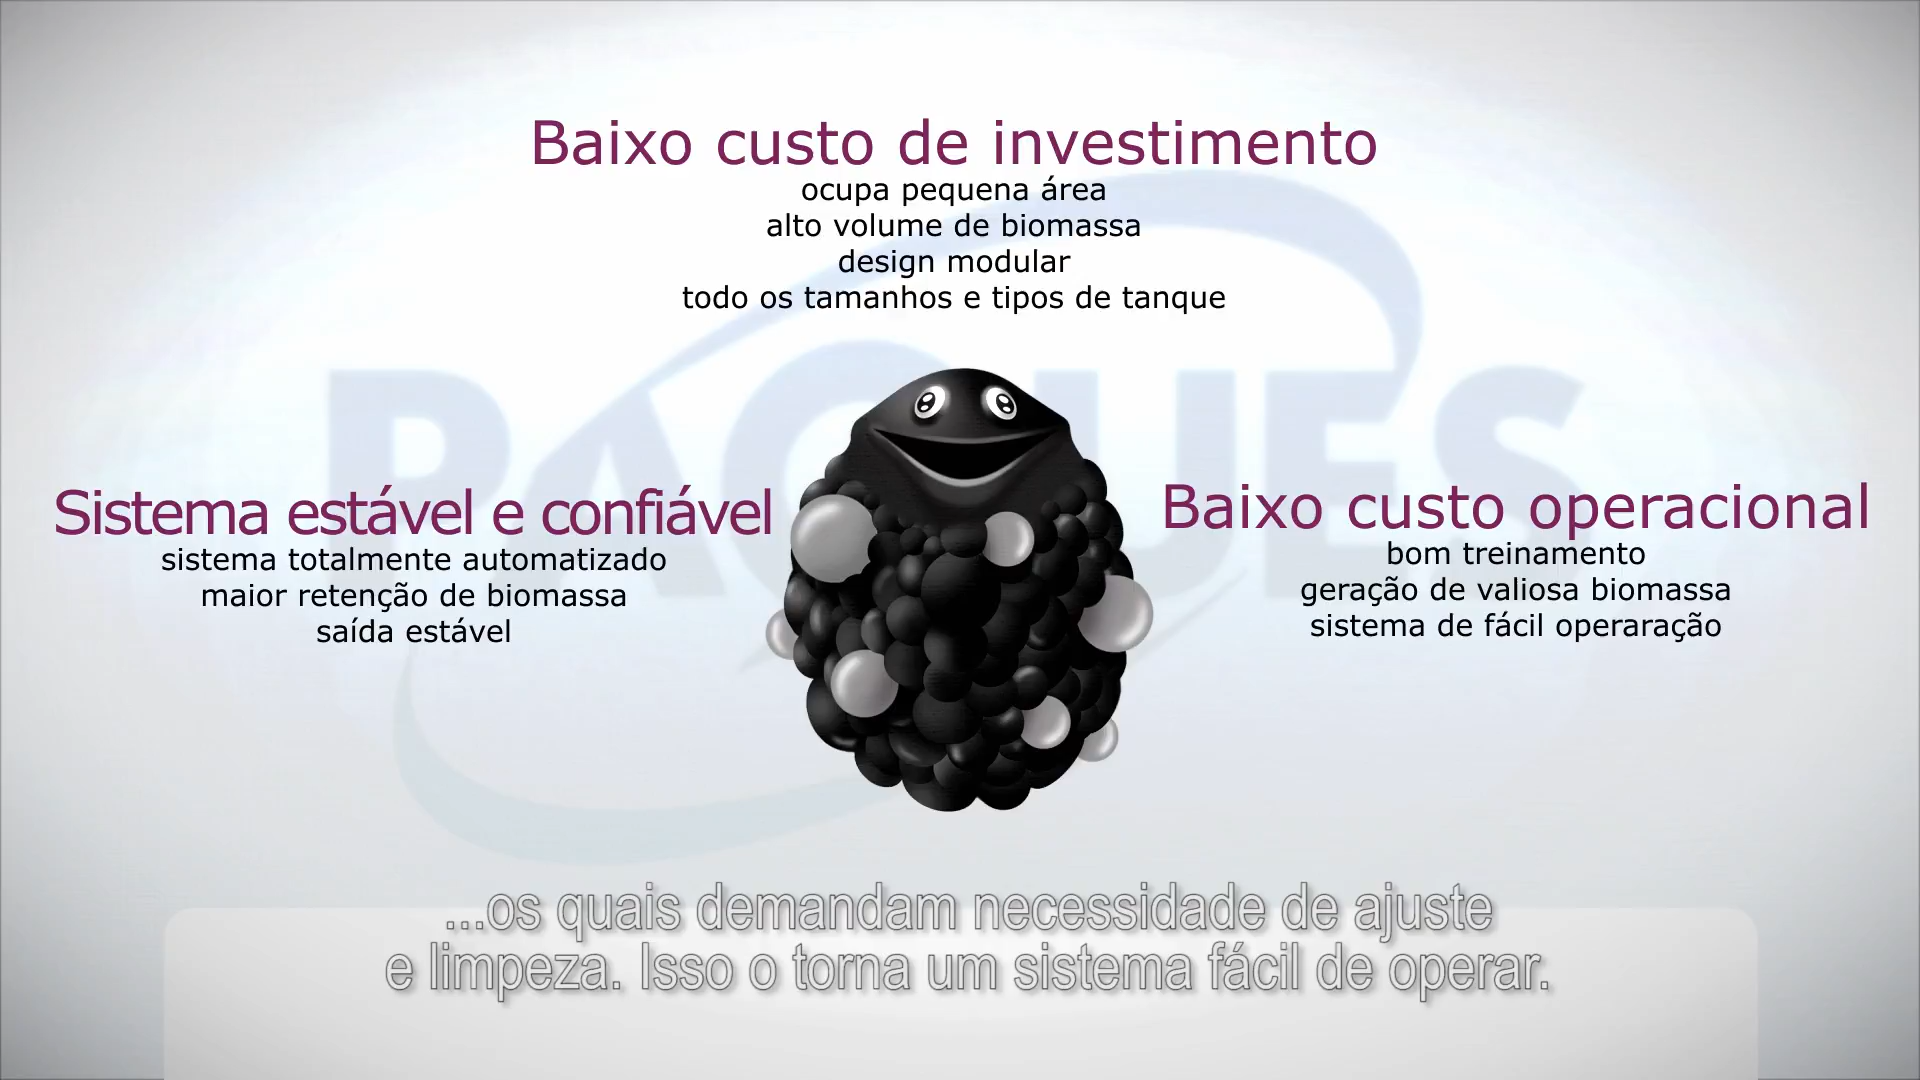 Baixo custo de investimento
ocupa pequena área
alto volume de biomassa
design modular
todo os tamanhos e tipos de tanque
PAQUES
Sistema estável e confiável
sistema totalmente automatizado
maior retenção de biomassa
saída estável
Baixo custo operacional
bom treinamento
geração de valiosa biomassa
sistema de fácil operaração
...os quais demandam necessidade de ajuste
e limpeza. Isso o torna um sistema fácil de operar.